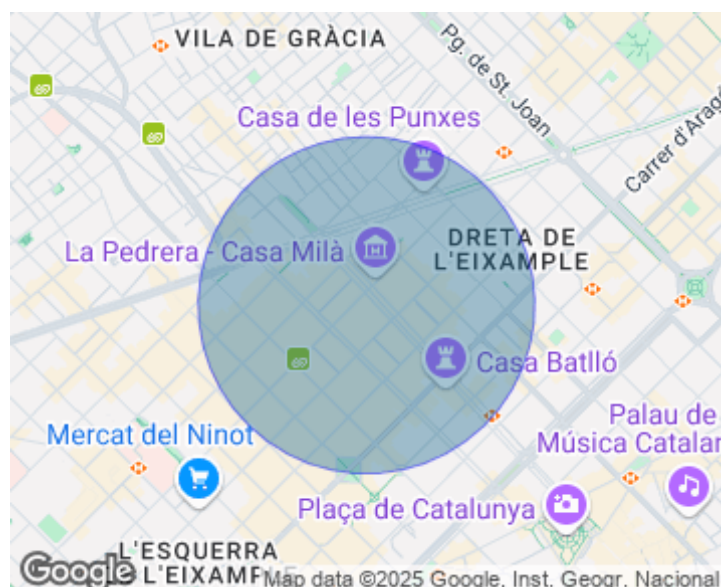 VILA DE GRÀCIA
Pg. de St. Joan
Casa de les Punxes
Carrer d'Aragó
La Pedrera - Casa Milà
DRETA DE
L'EIXAMPLE
Casa Batlló
Mercat del Ninot
Palau de
Música Catalan
Plaça de Catalunya
L'ESQUERRA
DE L'EIXAMPLE
Google
Map data ©2025 Google, Inst. Geogr. Nacional